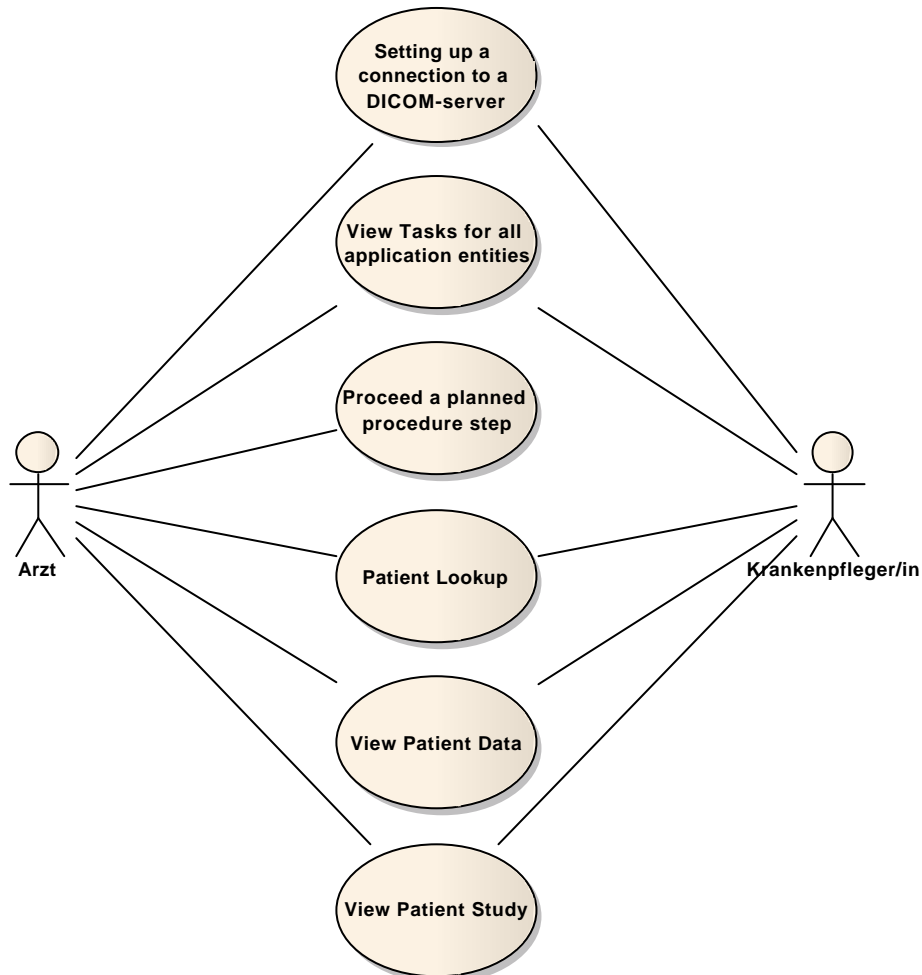 Setting up a
connection to a
DICOM-server
View Tasks for all
application entities
Proceed a planned
procedure step
Arzt
Patient Lookup
Krankenpfleger/in
View Patient Data
View Patient Study